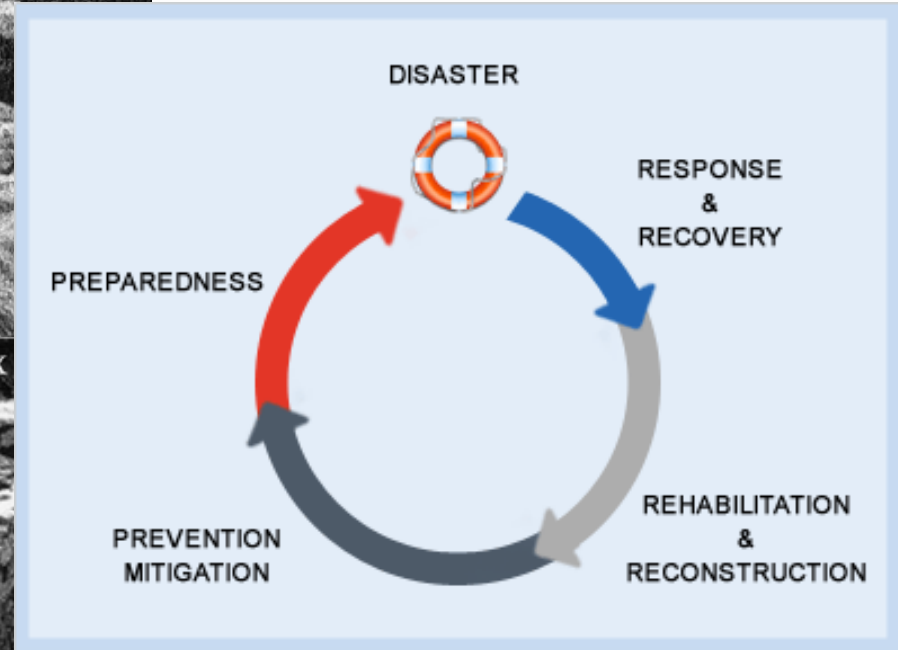 DISASTER
RESPONSE
&
RECOVERY
PREPAREDNESS
REHABILITATION
&
RECONSTRUCTION
PREVENTION
MITIGATION